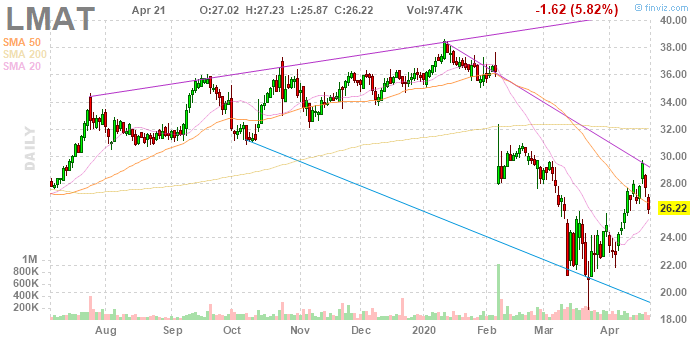 LMAT
Apr 21 O:27.02 H:27.23 L:25.87 C:26.22 Vol:97.47K -1.62 (5.82%)
© finviz.com
SMA 50
SMA 200
SMA 20
DAILY
40.00
38.00
36.00
34.00
32.00
30.00
28.00
26.22
24.00
22.00
20.00
18.00
1M
800K
600K
400K
200K
Aug Sep Oct Nov Dec 2020 Feb Mar Apr